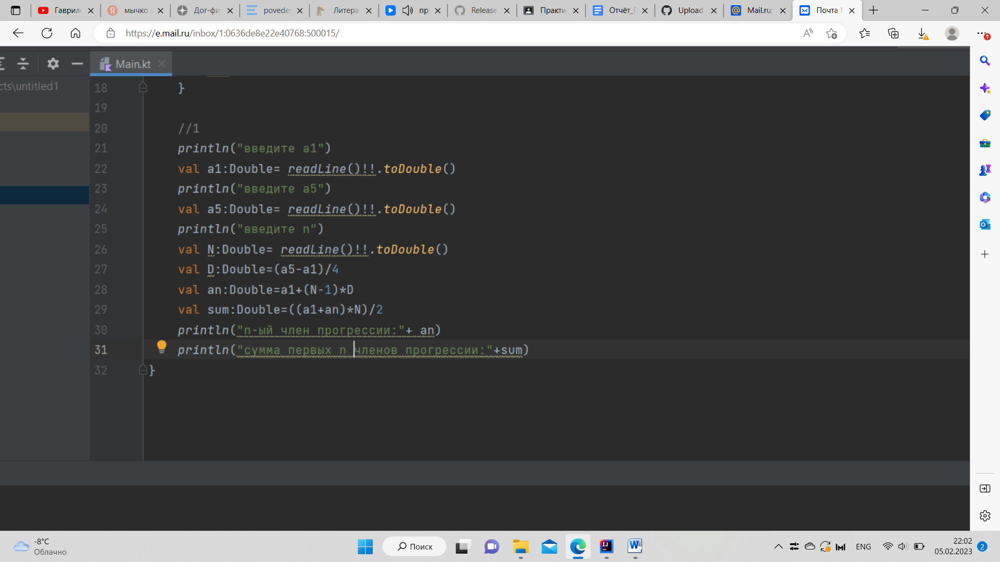 Гаврил
мычко
Дог-фи
poveder
Литера
пр
Release
Практи
Отчёт_
Upload
Mail.ru:
Почта
https://e.mail.ru/inbox/1:0636de8e22e40768:500015/
Main.kt
cts\untitled1
18 }
19
20 //1
21 println("введите a1")
22 val a1:Double= readLine()!!.toDouble()
23 println("введите a5")
24 val a5:Double= readLine()!!.toDouble()
25 println("введите n")
26 val N:Double= readLine()!!.toDouble()
27 val D:Double=(a5-a1)/4
28 val an:Double=a1+(N-1)*D
29 val sum:Double=((a1+an)*N)/2
30 println("n-ый член прогрессии:"+ an)
31 println("сумма первых n членов прогрессии:"+sum)
32 }
-8°C
Облачно
Поиск
ENG
22:02
05.02.2023
2